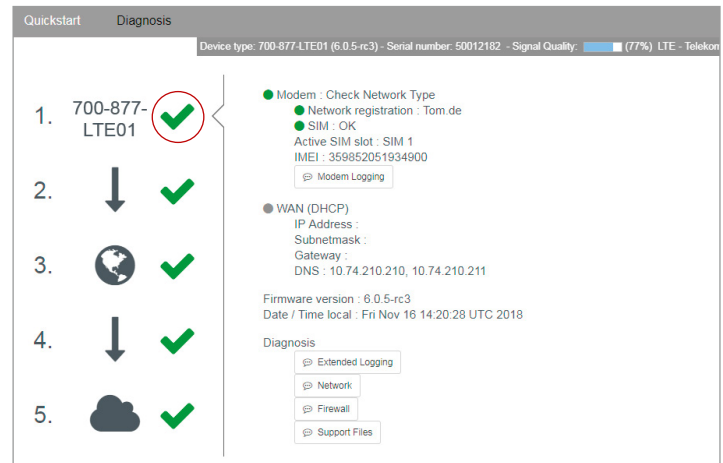 Quickstart Diagnosis
Device type: 700-877-LTE01 (6.0.5-rc3) - Serial number: 50012182 - Signal Quality: (77%) LTE - Telekom
1. 700-877-
LTE01
2.
3.
4.
5.
Modem : Check Network Type
Network registration : Tom.de
SIM : OK
Active SIM slot : SIM 1
IMEI : 359852051934900
Modem Logging
WAN (DHCP)
IP Address :
Subnetmask :
Gateway :
DNS : 10.74.210.210, 10.74.210.211
Firmware version : 6.0.5-rc3
Date / Time local : Fri Nov 16 14:20:28 UTC 2018
Diagnosis
Extended Logging
Network
Firewall
Support Files